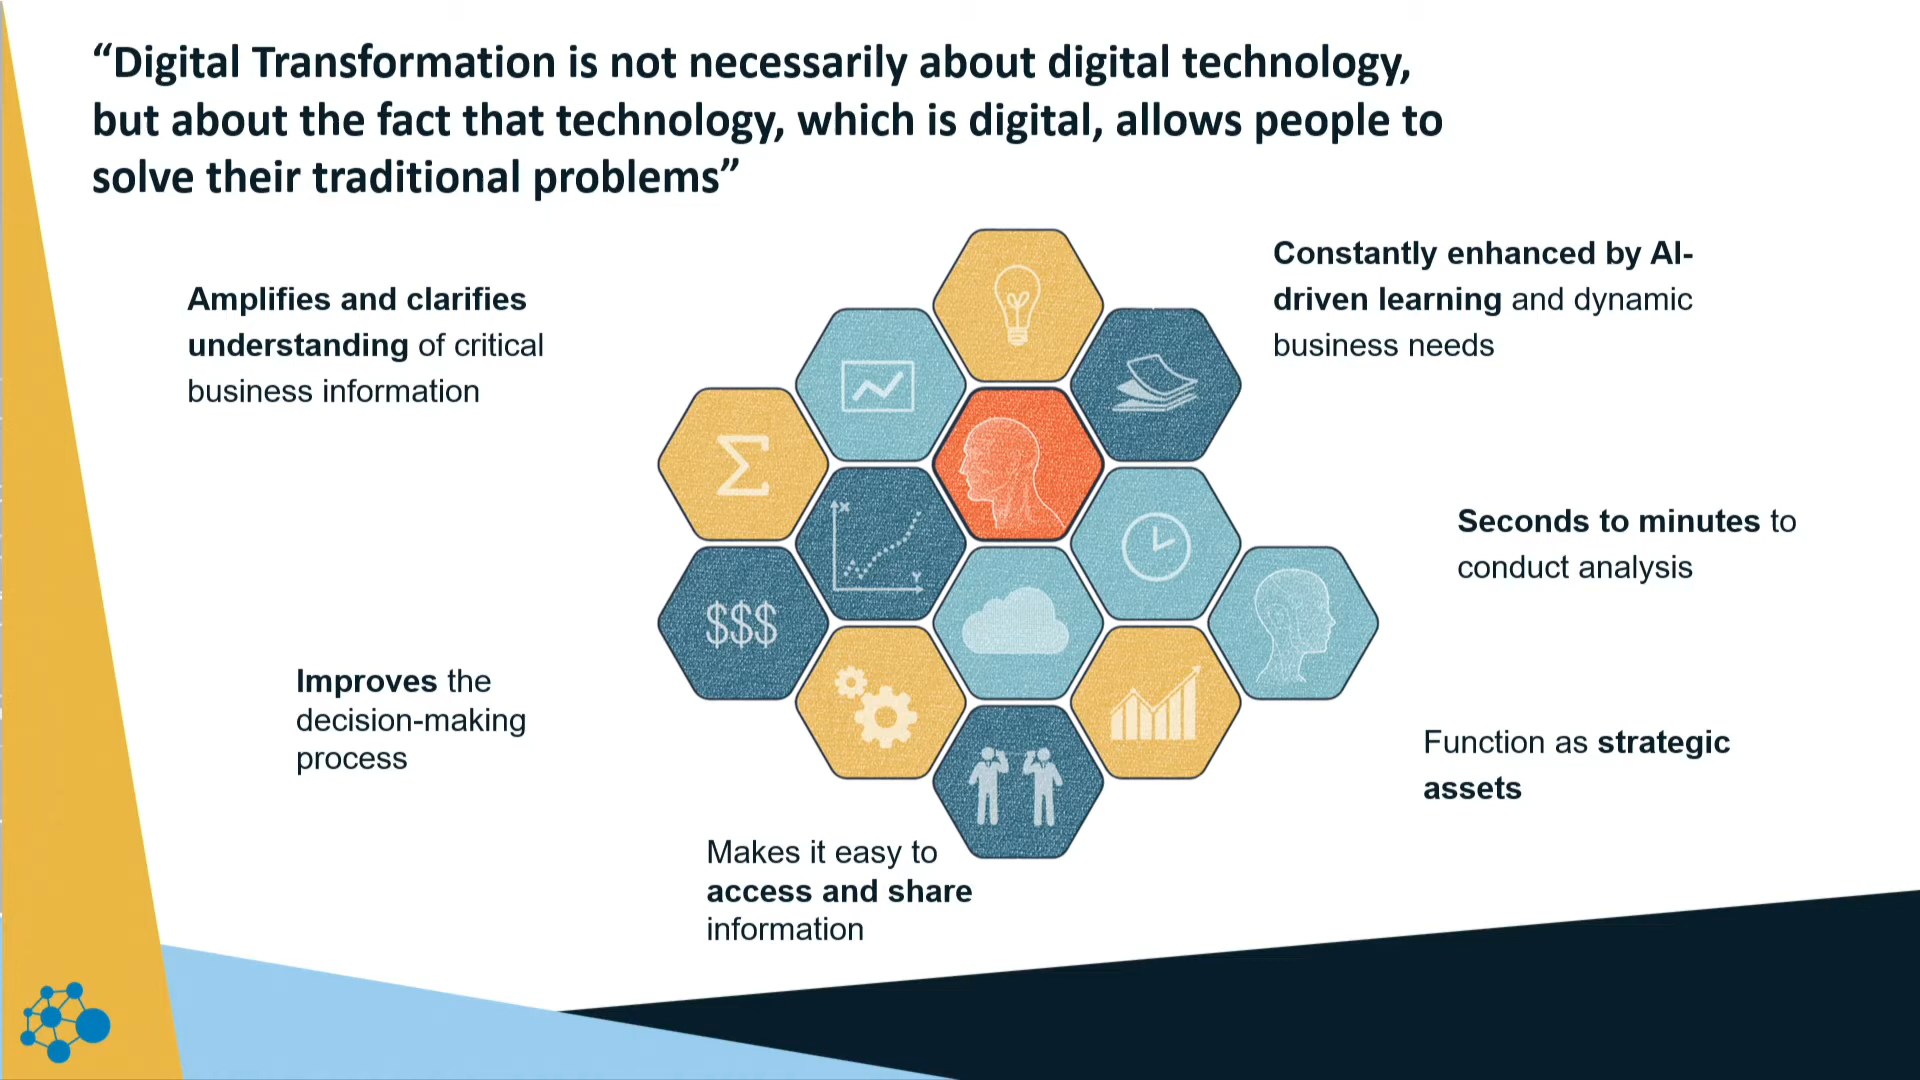 “Digital Transformation is not necessarily about digital technology,
but about the fact that technology, which is digital, allows people to
solve their traditional problems”
Amplifies and clarifies
understanding of critical
business information
Constantly enhanced by AI-
driven learning and dynamic
business needs
Σ
X
Y
$$$
Seconds to minutes to
conduct analysis
Improves the
decision-making
process
Function as strategic
assets
Makes it easy to
access and share
information